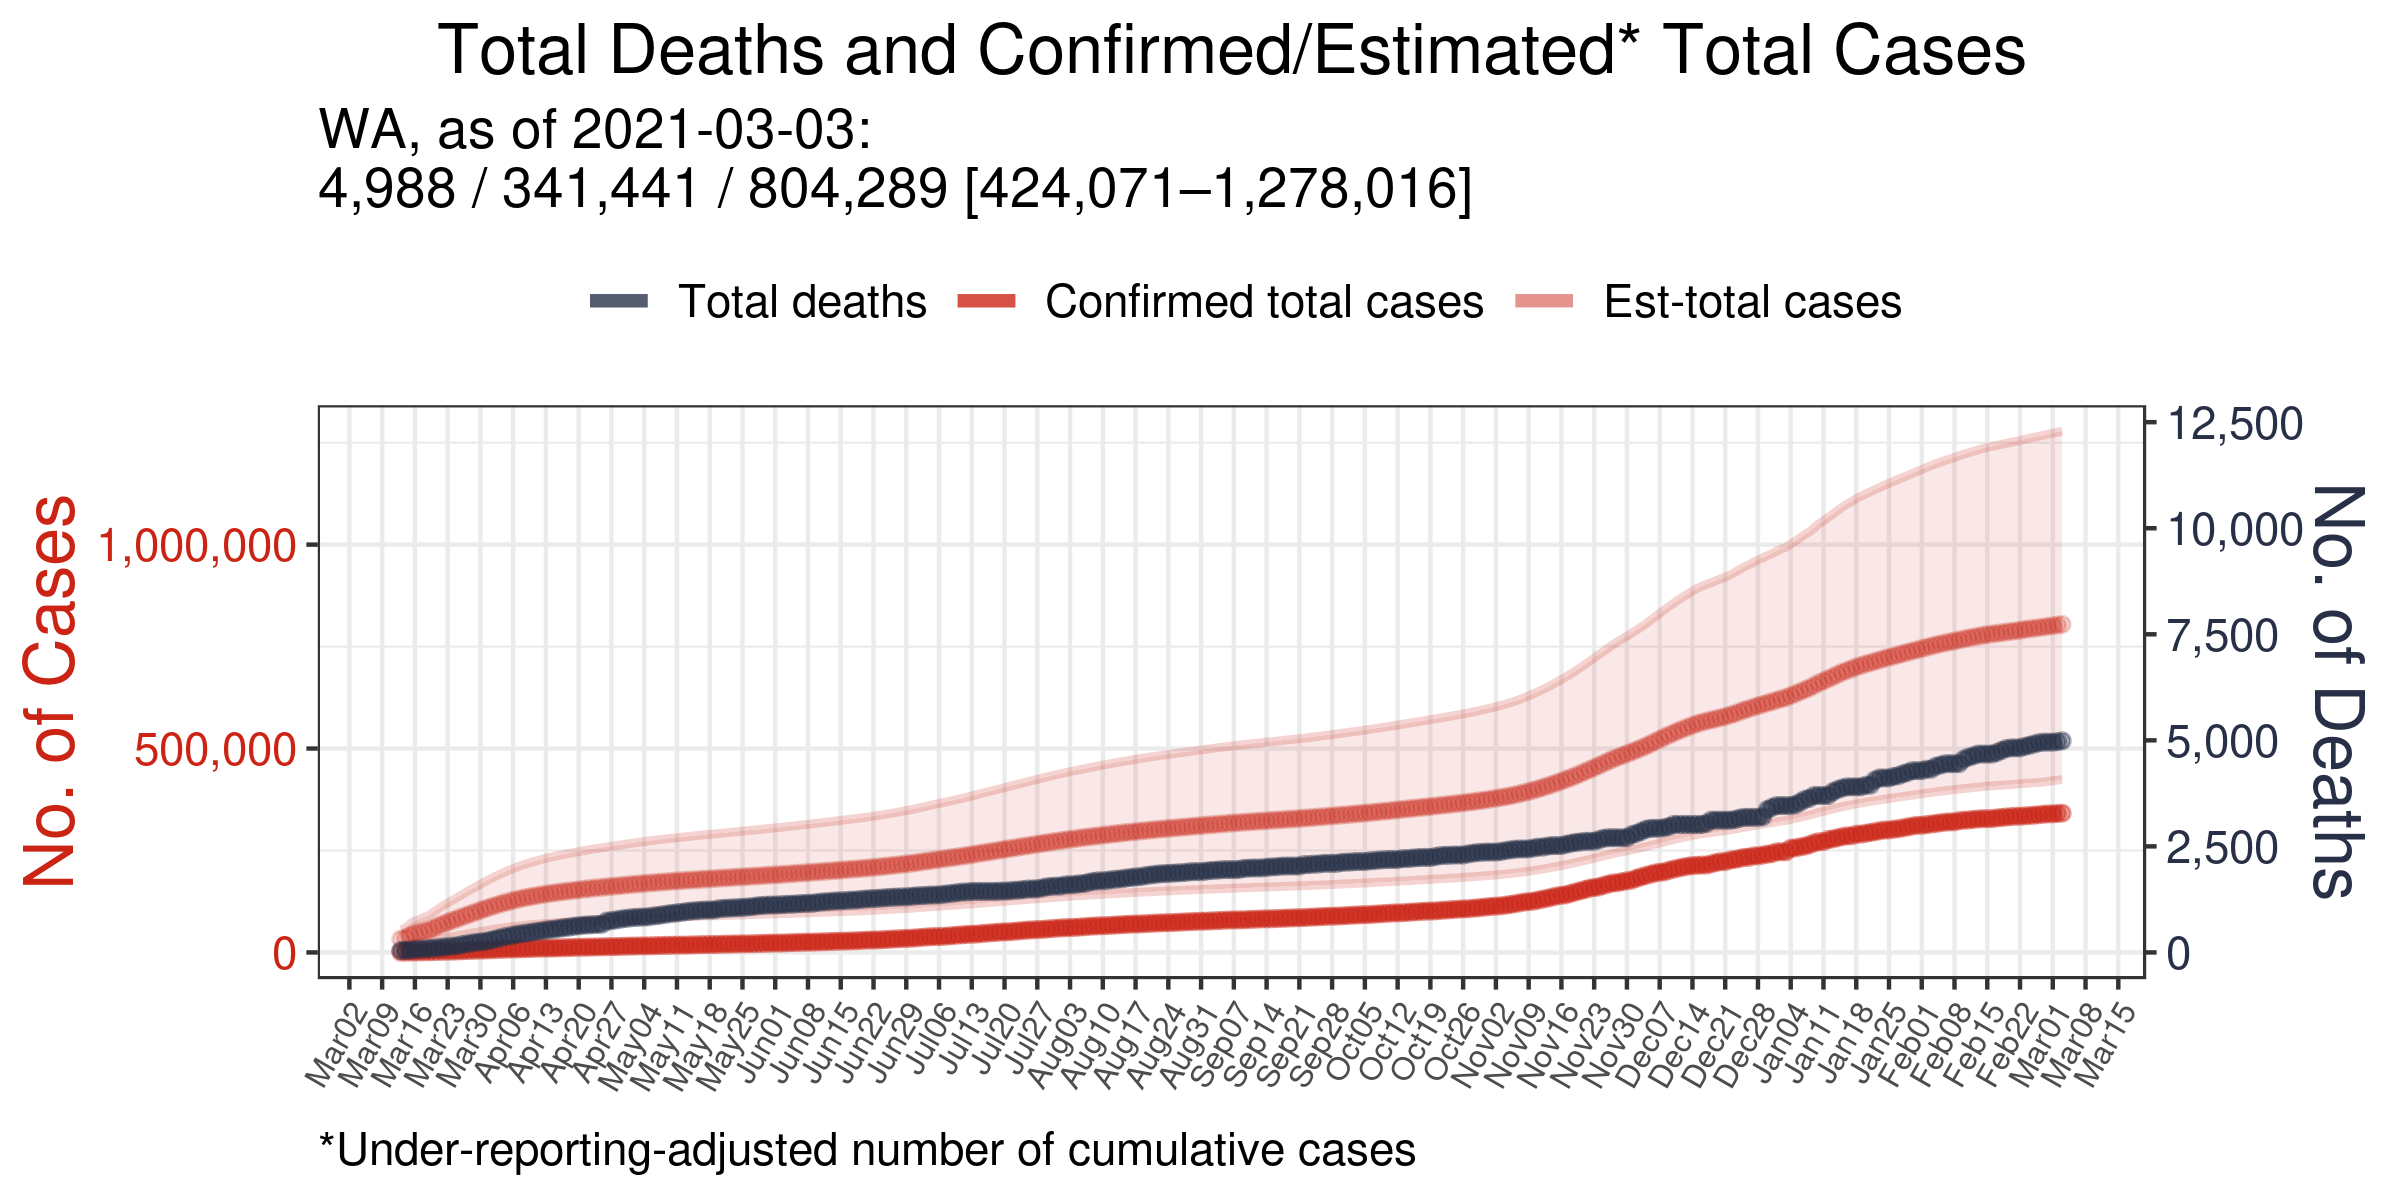 Total Deaths and Confirmed/Estimated* Total Cases
WA, as of 2021-03-03:
4,988 / 341,441 / 804,289 [424,071–1,278,016]
Total deaths
Confirmed total cases
Est-total cases
No. of Cases
1,000,000
500,000
0
12,500
10,000
7,500
5,000
2,500
0
No. of Deaths
Mar02
Mar09
Mar16
Mar23
Mar30
Apr06
Apr13
Apr20
Apr27
May04
May11
May18
May25
Jun01
Jun08
Jun15
Jun22
Jun29
Jul06
Jul13
Jul20
Jul27
Aug03
Aug10
Aug17
Aug24
Aug31
Sep07
Sep14
Sep21
Sep28
Oct05
Oct12
Oct19
Oct26
Nov02
Nov09
Nov16
Nov23
Nov30
Dec07
Dec14
Dec21
Dec28
Jan04
Jan11
Jan18
Jan25
Feb01
Feb08
Feb15
Feb22
Mar01
Mar08
Mar15
*Under-reporting-adjusted number of cumulative cases